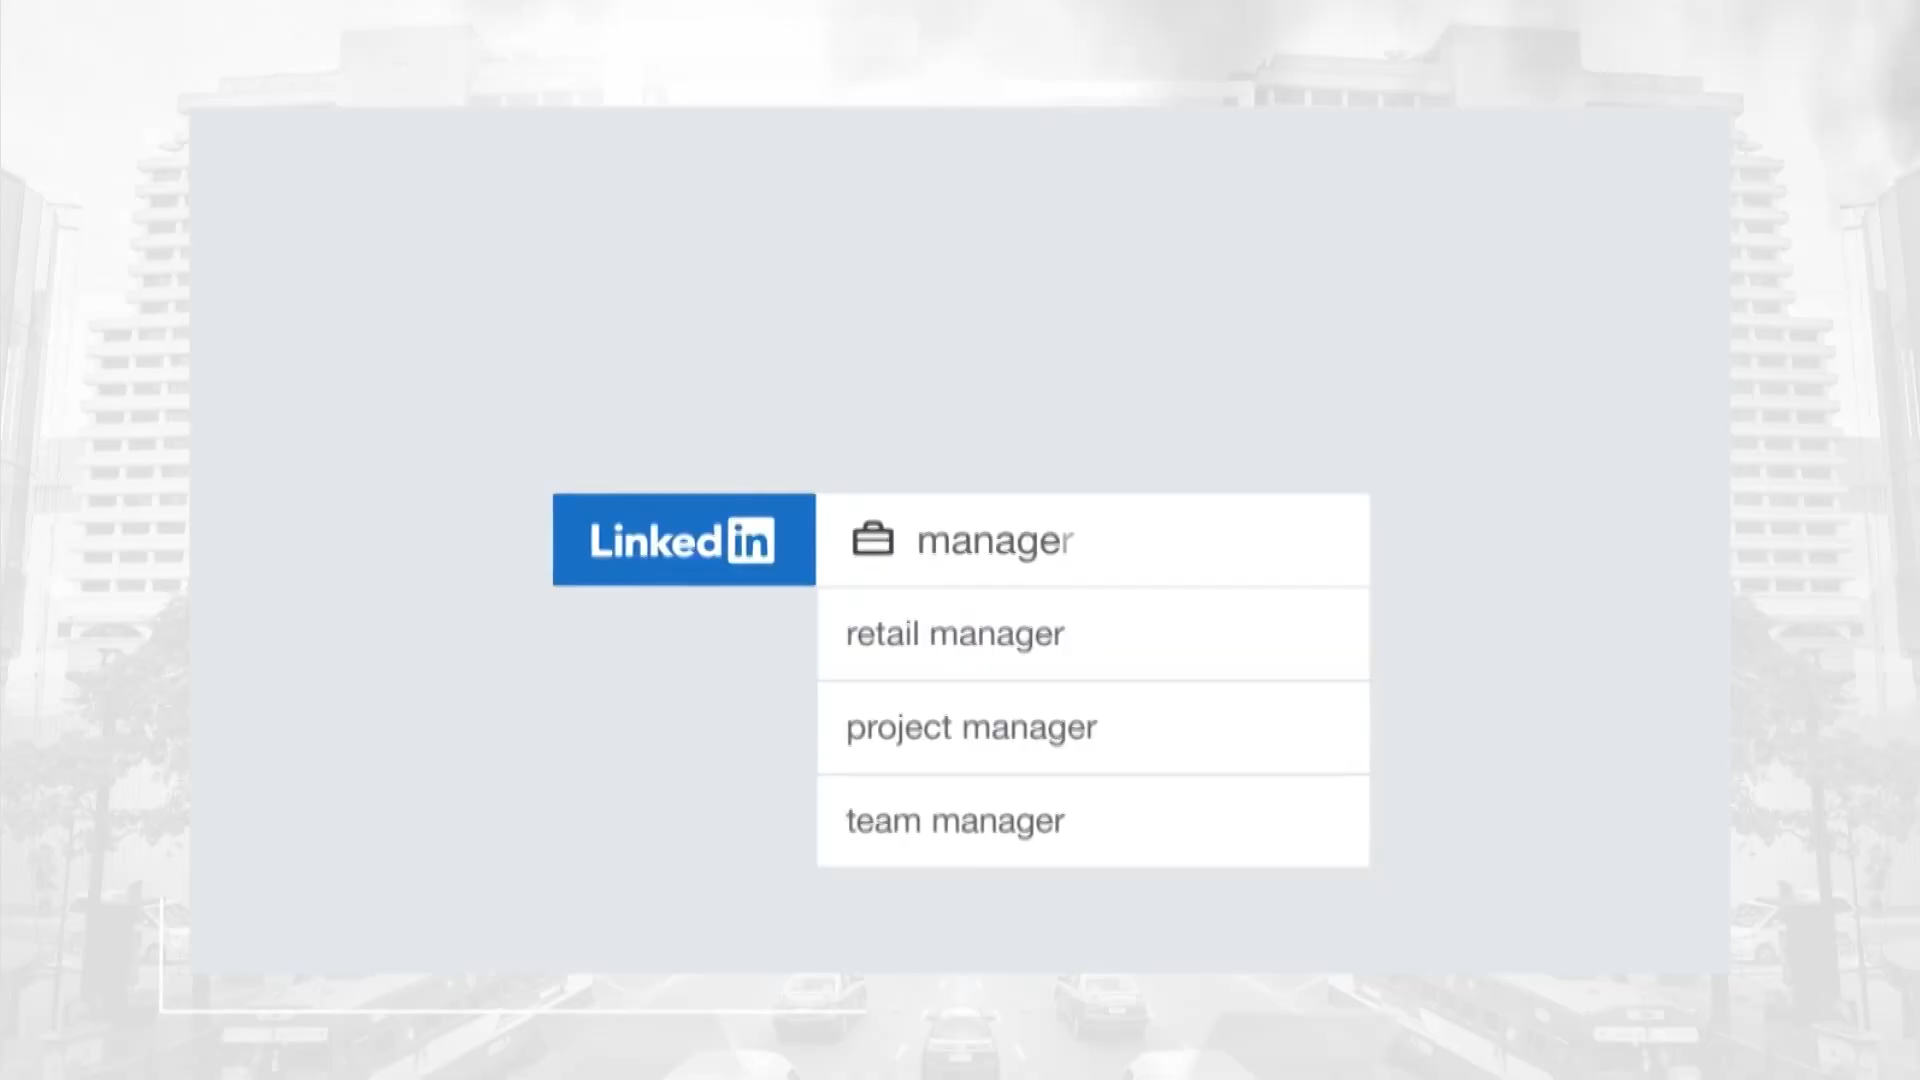 Linkedin
manager
retail manager
project manager
team manager